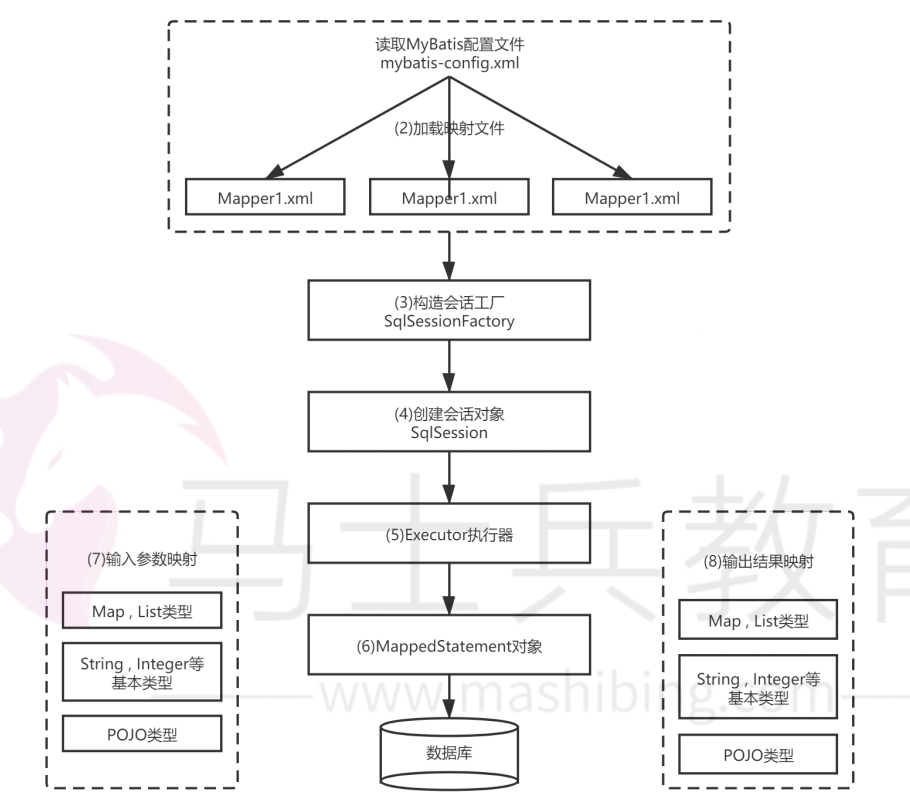 读取MyBatis配置文件
mybatis-config.xml
(2)加载映射文件
Mapper1.xml
Mapper1.xml
Mapper1.xml
(3)构造会话工厂
SqlSessionFactory
(4)创建会话对象
SqlSession
(5)Executor执行器
(6)MappedStatement对象
数据库
(7)输入参数映射
Map , List类型
String , Integer等
基本类型
POJO类型
(8)输出结果映射
Map , List类型
String , Integer等
基本类型
POJO类型
马士兵教育
www.mashibing.com